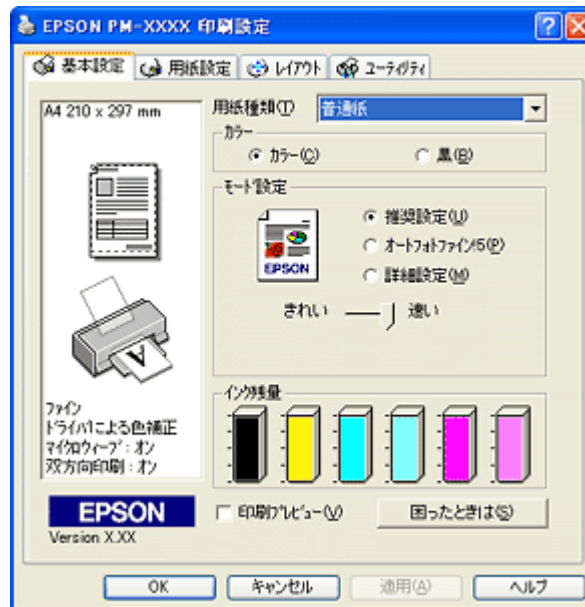 EPSON PM-XXXX 印刷設定
基本設定 用紙設定 レイアウト ユーティリティ
A4 210 x 297 mm
用紙種類(T) 普通紙
カラー
カラー(C) 黒(B)
モード設定
推奨設定(U)
オートフォトファイン!5(P)
詳細設定(M)
EPSON
きれい 速い
A
ファイン
ドライバによる色補正
マイクロウィーブ:オン
双方向印刷:オン
インク残量
EPSON
Version X.XX
印刷プレビュー(V) 困ったときは(S)
OK キャンセル 適用(A) ヘルプ